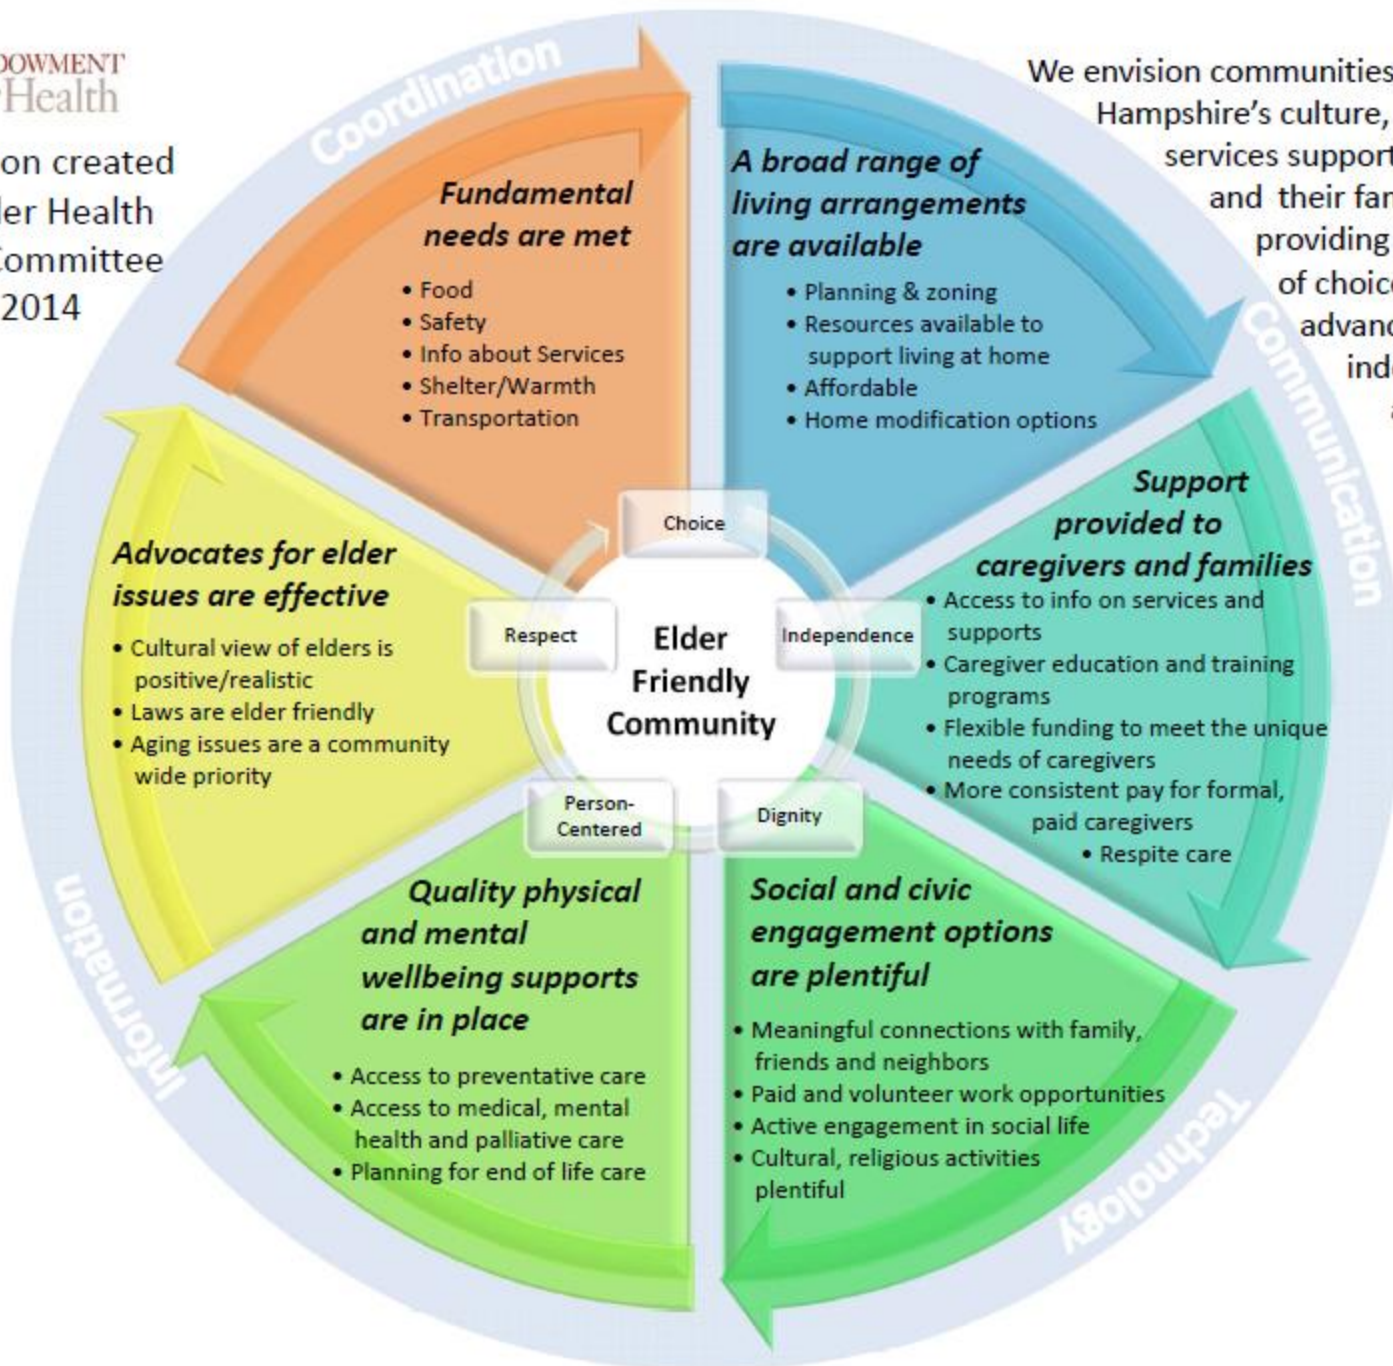 DOWMENT
Health
on created
er Health
Committee
2014
We envision communities
Hampshire's culture,
services support
and their fam
providing
of choice
advanc
ind
a
Coordination
Communication
Technology
Information
Fundamental
needs are met
• Food
• Safety
• Info about Services
• Shelter/Warmth
• Transportation
A broad range of
living arrangements
are available
• Planning & zoning
• Resources available to
support living at home
• Affordable
• Home modification options
Support
provided to
caregivers and families
• Access to info on services and
supports
• Caregiver education and training
programs
• Flexible funding to meet the unique
needs of caregivers
• More consistent pay for formal,
paid caregivers
• Respite care
Social and civic
engagement options
are plentiful
• Meaningful connections with family,
friends and neighbors
• Paid and volunteer work opportunities
• Active engagement in social life
• Cultural, religious activities
plentiful
Quality physical
and mental
wellbeing supports
are in place
• Access to preventative care
• Access to medical, mental
health and palliative care
• Planning for end of life care
Advocates for elder
issues are effective
• Cultural view of elders is
positive/realistic
• Laws are elder friendly
• Aging issues are a community
wide priority
Choice
Independence
Dignity
Person-
Centered
Respect
Elder
Friendly
Community